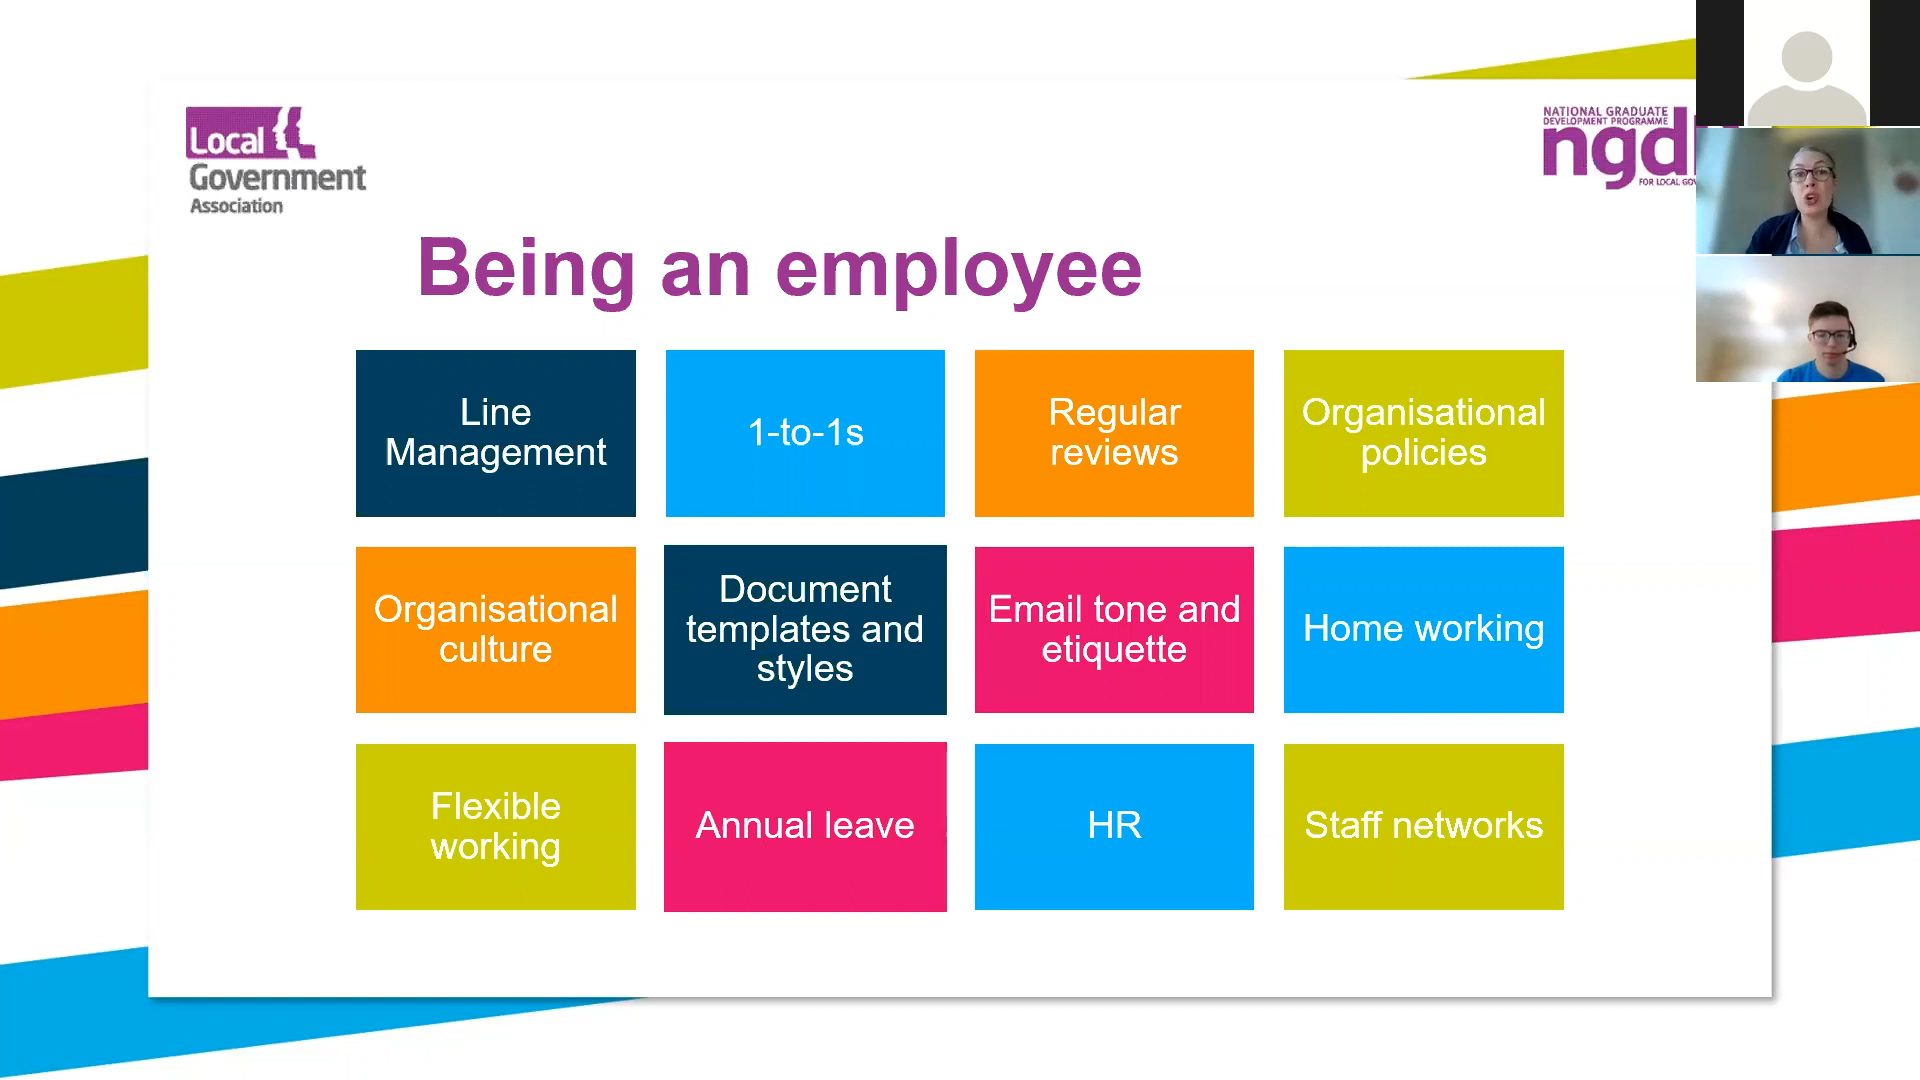 Local
Government
Association
NATIONAL GRADUATE
DEVELOPMENT PROGRAMME
ngd
FOR LOCAL
Being an employee
Line
Management
1-to-1s
Regular
reviews
Organisational
policies
Organisational
culture
Document
templates and
styles
Email tone and
etiquette
Home working
Flexible
working
Annual leave
HR
Staff networks